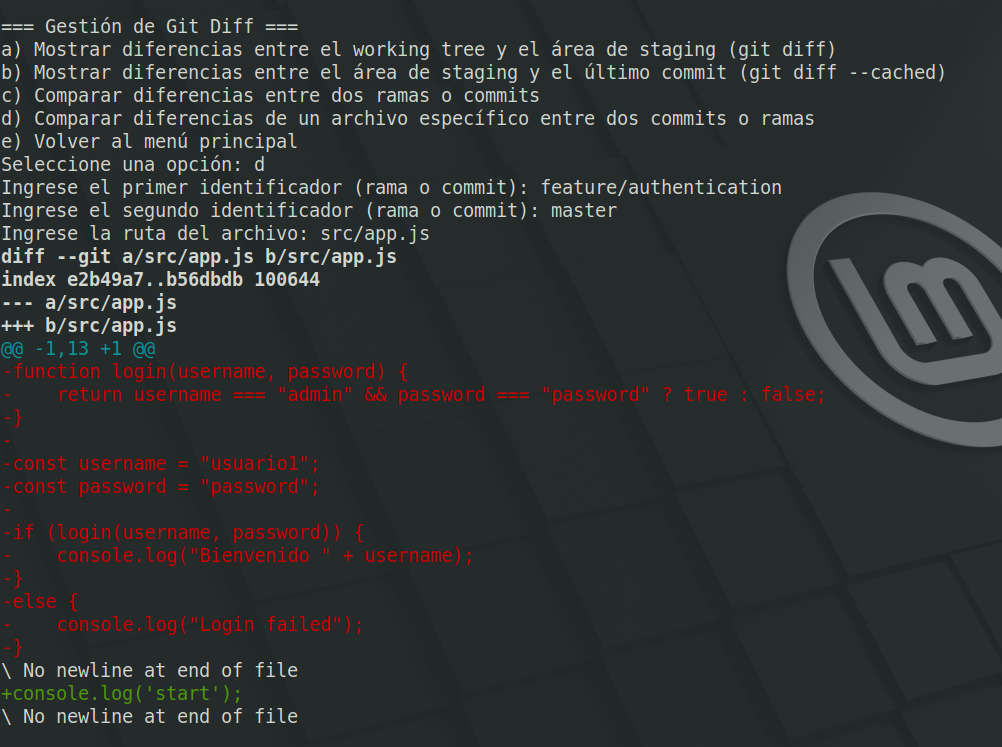 === Gestión de Git Diff ===
a) Mostrar diferencias entre el working tree y el área de staging (git diff)
b) Mostrar diferencias entre el área de staging y el último commit (git diff --cached)
c) Comparar diferencias entre dos ramas o commits
d) Comparar diferencias de un archivo específico entre dos commits o ramas
e) Volver al menú principal
Seleccione una opción: d
Ingrese el primer identificador (rama o commit): feature/authentication
Ingrese el segundo identificador (rama o commit): master
Ingrese la ruta del archivo: src/app.js
diff --git a/src/app.js b/src/app.js
index e2b49a7..b56dbdb 100644
--- a/src/app.js
+++ b/src/app.js
@@ -1,13 +1 @@
-function login(username, password) {
-    return username === "admin" && password === "password" ? true : false;
-}
-
-const username = "usuario1";
-const password = "password";
-
-if (login(username, password)) {
-    console.log("Bienvenido " + username);
-}
-else {
-    console.log("Login failed");
-}
\ No newline at end of file
+console.log('start');
\ No newline at end of file